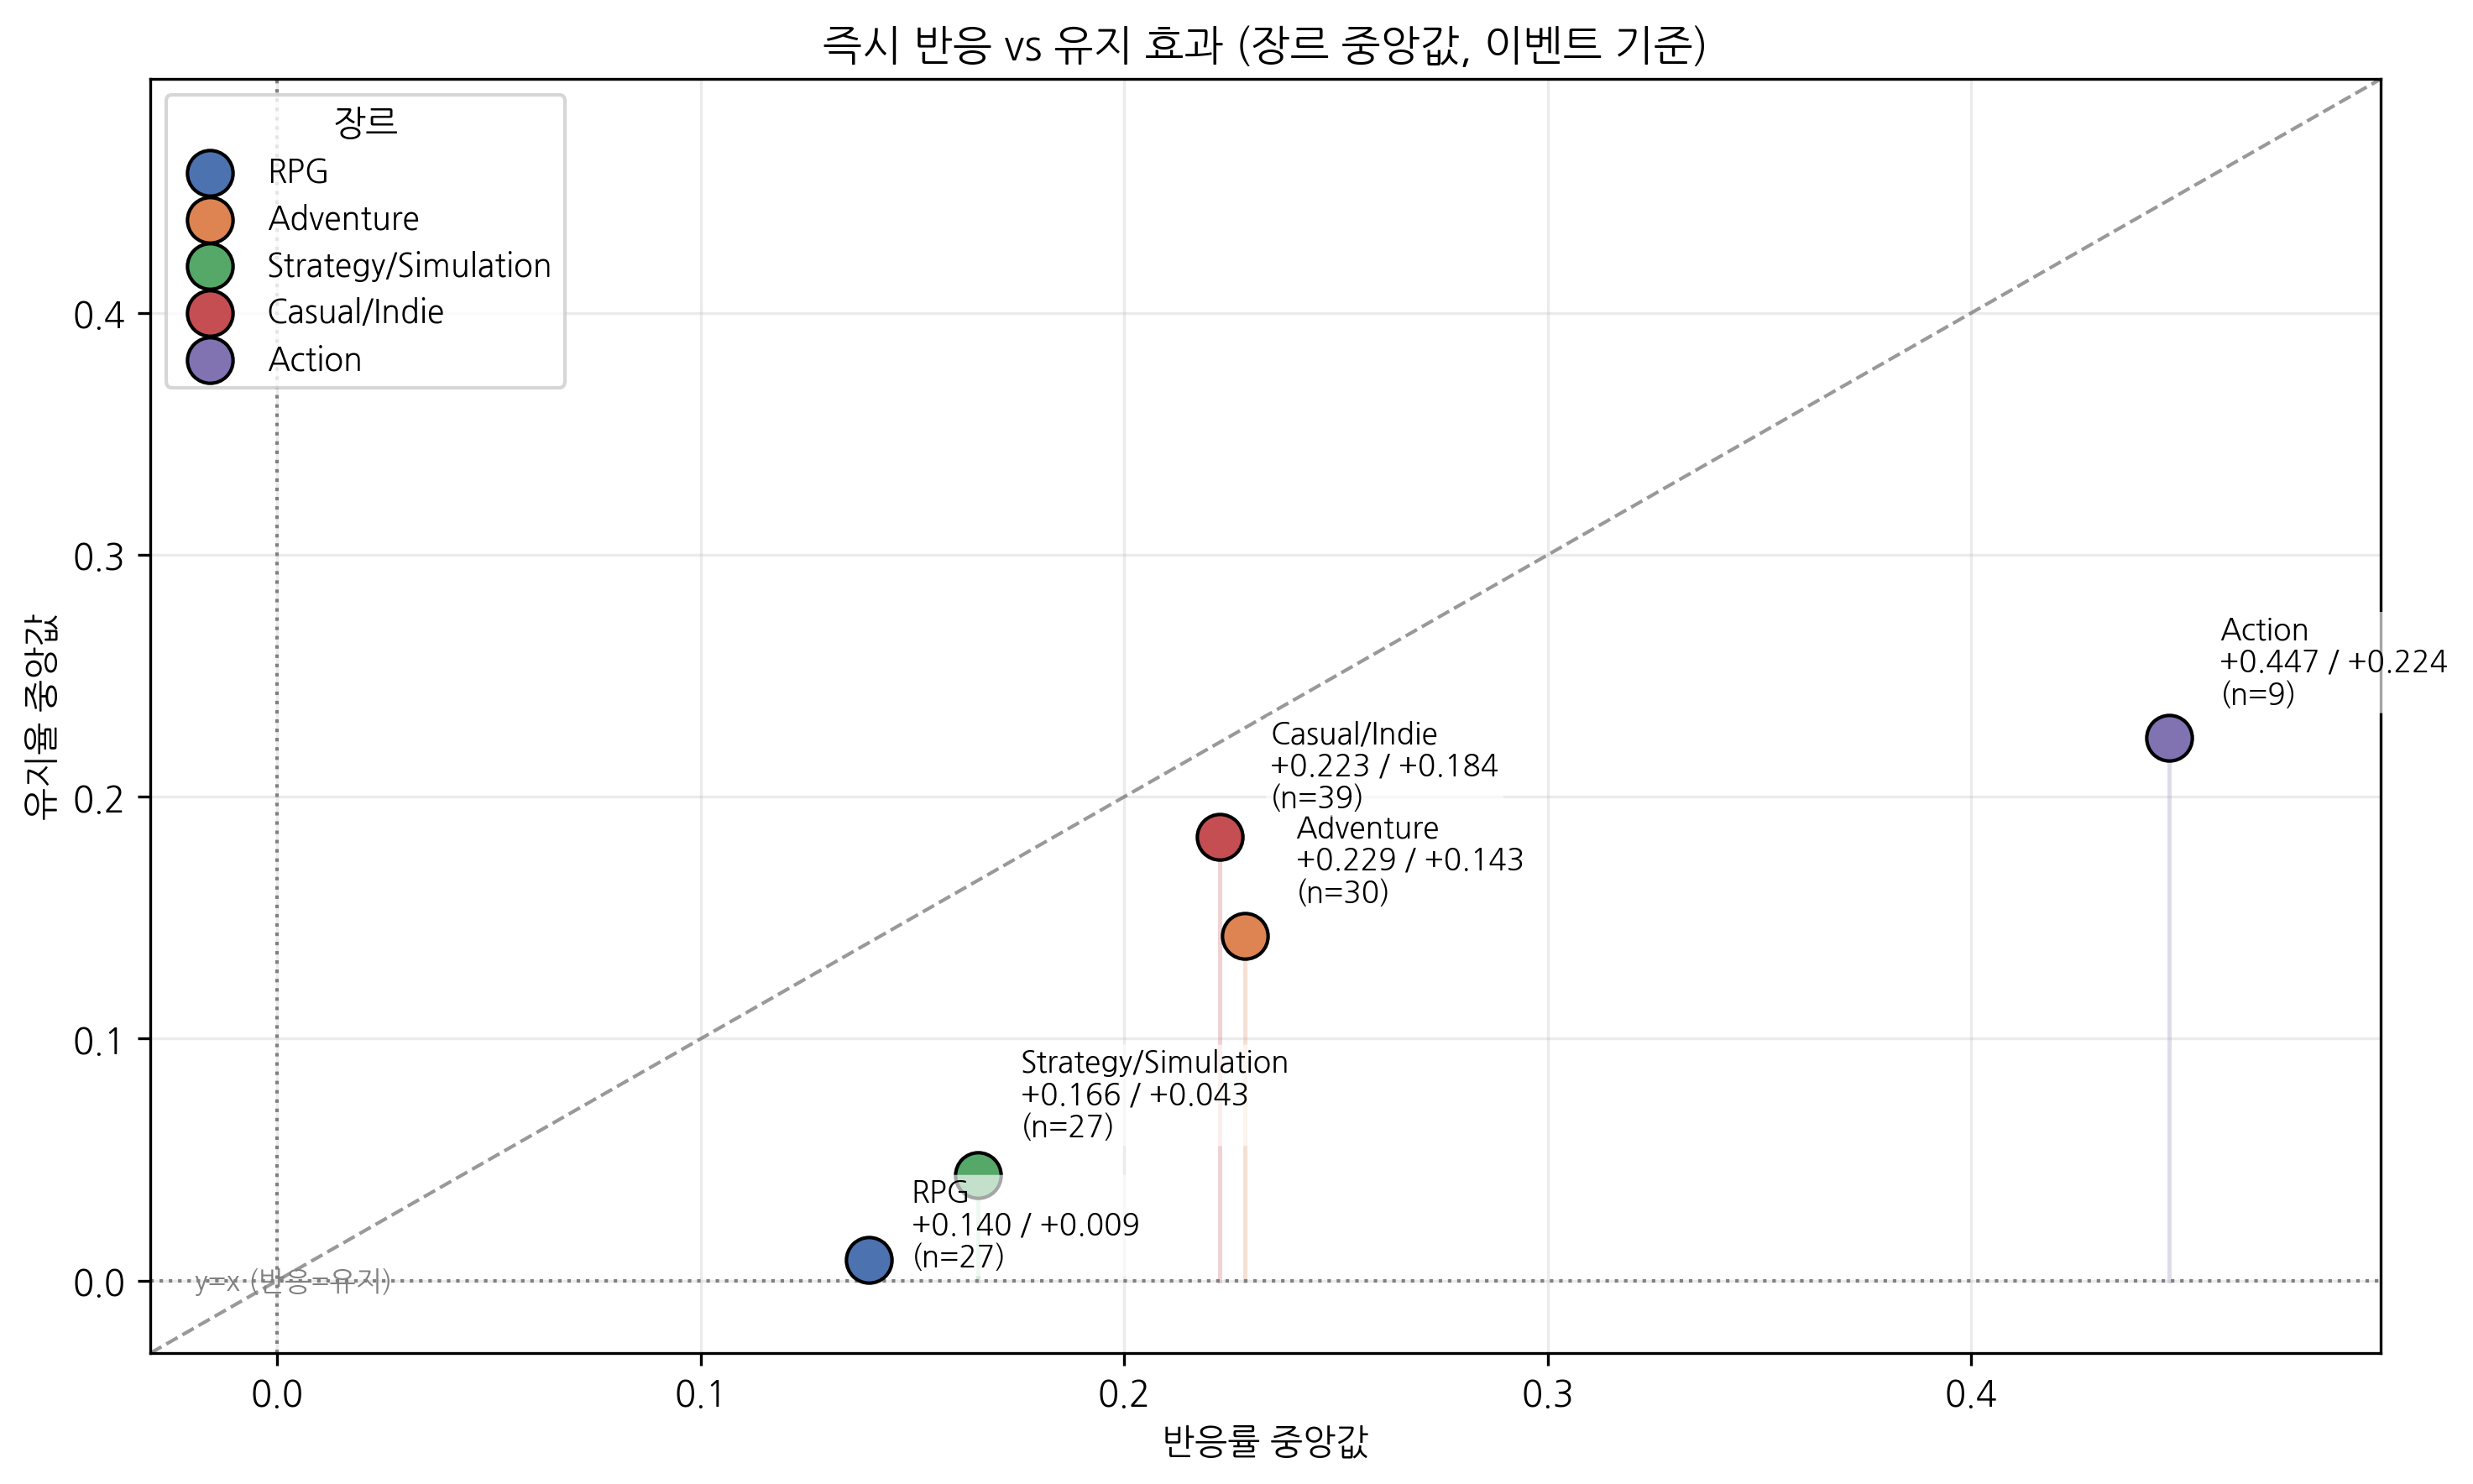 즉시 반응 vs 유지 효과 (장르 중앙값, 이벤트 기준)
장르
RPG
Adventure
Strategy/Simulation
Casual/Indie
Action
유지율 중앙값
0.4
0.3
0.2
0.1
0.0
Action
+0.447 / +0.224
(n=9)
Casual/Indie
+0.223 / +0.184
(n=39)
Adventure
+0.229 / +0.143
(n=30)
Strategy/Simulation
+0.166 / +0.043
(n=27)
RPG
+0.140 / +0.009
(n=27)
y=x (반응=유지)
0.0
0.1
0.2
0.3
0.4
반응률 중앙값